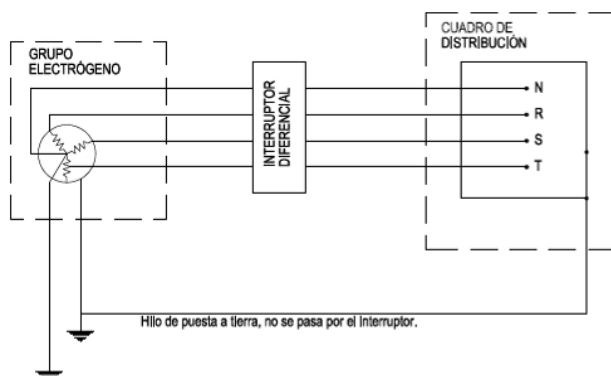 CUADRO DE
DISTRIBUCIÓN
GRUPO
ELECTRÓGENO
INTERRUPTOR
DIFERENCIAL
N
R
S
T
Hilo de puesta a tierra, no se pasa por el interruptor.